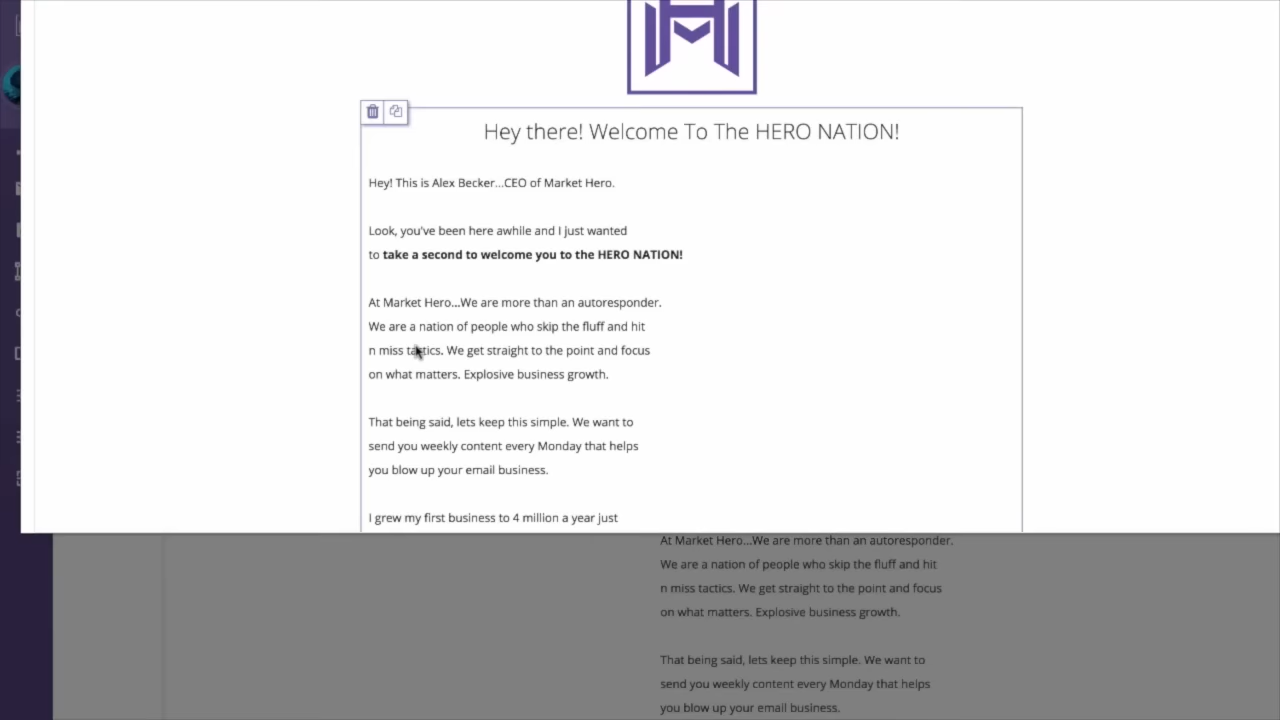 Hey there! Welcome To The HERO NATION!
Hey! This is Alex Becker...CEO of Market Hero.
Look, you've been here awhile and I just wanted
to take a second to welcome you to the HERO NATION!
At Market Hero...We are more than an autoresponder.
We are a nation of people who skip the fluff and hit
n miss tactics. We get straight to the point and focus
on what matters. Explosive business growth.
That being said, lets keep this simple. We want to
send you weekly content every Monday that helps
you blow up your email business.
I grew my first business to 4 million a year just
At Market Hero...We are more than an autoresponder.
We are a nation of people who skip the fluff and hit
n miss tactics. We get straight to the point and focus
on what matters. Explosive business growth.
That being said, lets keep this simple. We want to
send you weekly content every Monday that helps
you blow up your email business.